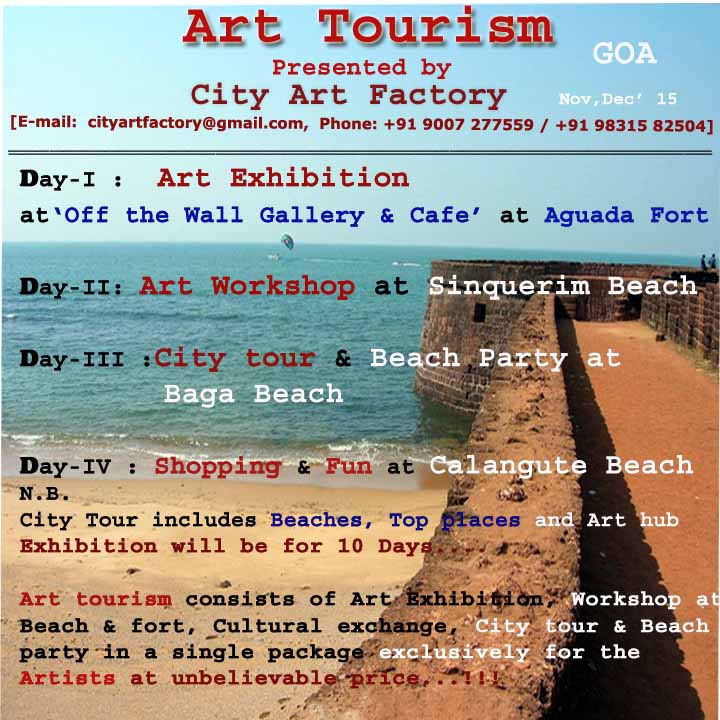 Art Tourism
GOA
Presented by
City Art Factory
Nov,Dec’ 15
[E-mail: cityartfactory@gmail.com, Phone: +91 9007 277559 / +91 98315 82504]
Day-I : Art Exhibition
at‘Off the Wall Gallery & Cafe’ at Aguada Fort
Day-II: Art Workshop at Sinquerim Beach
Day-III :City tour & Beach Party at
Baga Beach
Day-IV : Shopping & Fun at Calangute Beach
N.B.
City Tour includes Beaches, Top places and Art hub
Exhibition will be for 10 Days....
Art tourism consists of Art Exhibition, Workshop at
Beach & fort, Cultural exchange, City tour & Beach
party in a single package exclusively for the
Artists at unbelievable price...!!!